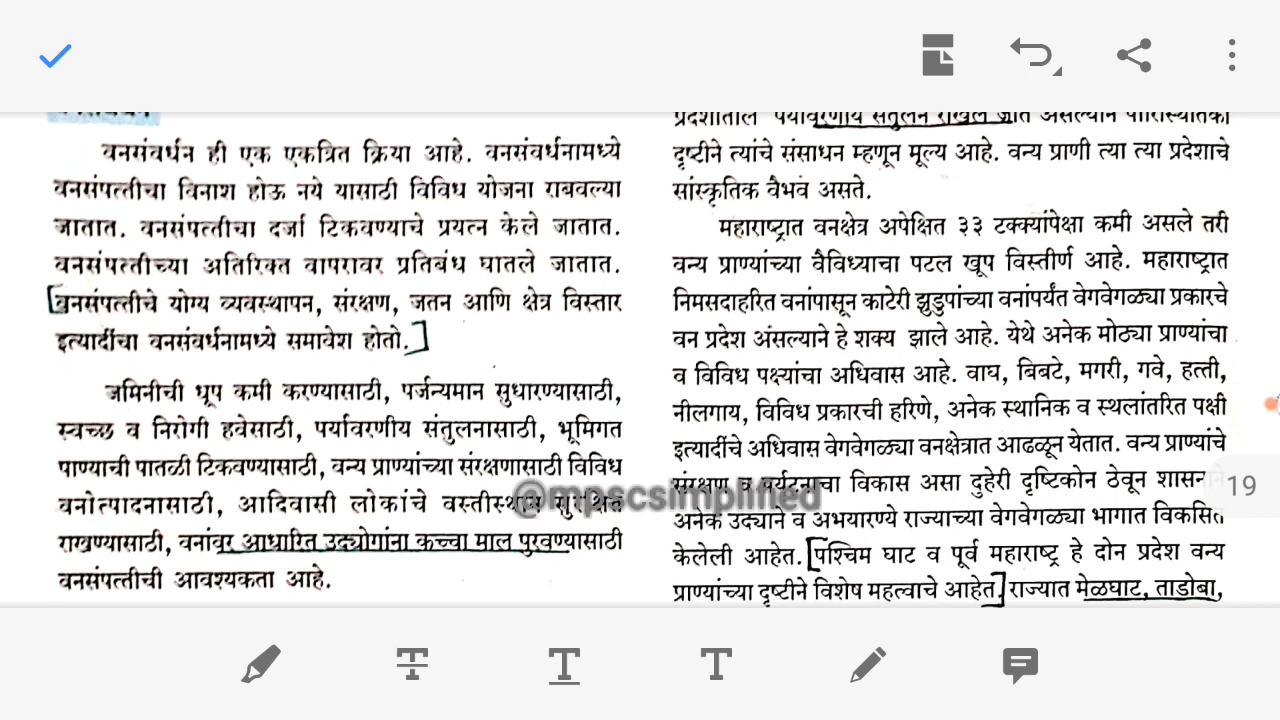 वनसंवर्धन ही एक एकत्रित क्रिया आहे. वनसंवर्धनामध्ये
वनसंपत्तीचा विनाश होऊ नये यासाठी विविध योजना राबवल्या
जातात. वनसंपत्तीचा दर्जा टिकवण्याचे प्रयत्न केले जातात.
वनसंपत्तीच्या अतिरिक्त वापरावर प्रतिबंध घातले जातात.
वनसंपत्तीचे योग्य व्यवस्थापन, संरक्षण, जतन आणि क्षेत्र विस्तार
इत्यादींचा वनसंवर्धनामध्ये समावेश होतो.
जमिनीची धूप कमी करण्यासाठी, पर्जन्यमान सुधारण्यासाठी,
स्वच्छ व निरोगी हवेसाठी, पर्यावरणीय संतुलनासाठी, भूमिगत
पाण्याची पातळी टिकवण्यासाठी, वन्य प्राण्यांच्या संरक्षणासाठी विविध
वनोत्पादनासाठी, आदिवासी लोकांचे वस्तीस्थान सुरक्षित
राखण्यासाठी, वनांवर आधारित उद्योगांना कच्चा माल पुरवण्यासाठी
वनसंपत्तीची आवश्यकता आहे.
प्रदेशातील पर्यावरणीय संतुलन राखले जात असल्याने पारिस्थितिकी
दृष्टीने त्यांचे संसाधन म्हणून मूल्य आहे. वन्य प्राणी त्या त्या प्रदेशाचे
सांस्कृतिक वैभव असते.
महाराष्ट्रात वनक्षेत्र अपेक्षित ३३ टक्क्यांपेक्षा कमी असले तरी
वन्य प्राण्यांच्या वैविध्याचा पटल खूप विस्तीर्ण आहे. महाराष्ट्रात
निमसदाहरित वनांपासून काटेरी झुडुपांच्या वनांपर्यंत वेगवेगळ्या प्रकारचे
वन प्रदेश असल्याने हे शक्य झाले आहे. येथे अनेक मोठ्या प्राण्यांचा
व विविध पक्ष्यांचा अधिवास आहे. वाघ, बिबटे, मगरी, गवे, हत्ती,
नीलगाय, विविध प्रकारची हरिणे, अनेक स्थानिक व स्थलांतरित पक्षी
इत्यादींचे अधिवास वेगवेगळ्या वनक्षेत्रात आढळून येतात. वन्य प्राण्यांचे
संरक्षण व पर्यटनाचा विकास असा दुहेरी दृष्टिकोन ठेवून शासनाने
अनेक उद्याने व अभयारण्ये राज्याच्या वेगवेगळ्या भागात विकसित
केलेली आहेत. [पश्चिम घाट व पूर्व महाराष्ट्र हे दोन प्रदेश वन्य
प्राण्यांच्या दृष्टीने विशेष महत्वाचे आहेत.] राज्यात मेळघाट, ताडोबा,
@mpscsimplified
19